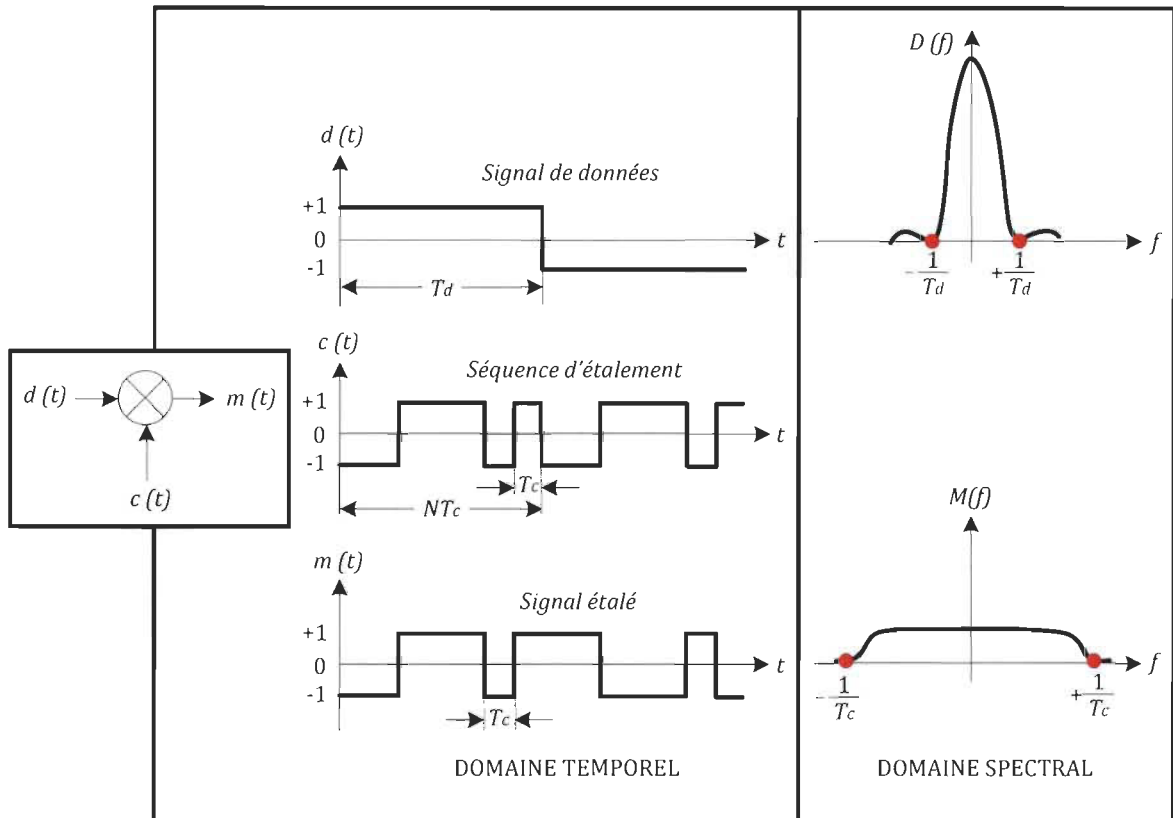 D (f)
d (t)
Signal de données
+1
0
-1
t
Td
f
- 1/Td
+ 1/Td
d (t)
m (t)
c (t)
c (t)
Séquence d'étalement
+1
0
-1
t
Tc
NTc
m (t)
Signal étalé
+1
0
-1
t
Tc
M(f)
f
- 1/Tc
+ 1/Tc
DOMAINE TEMPOREL
DOMAINE SPECTRAL